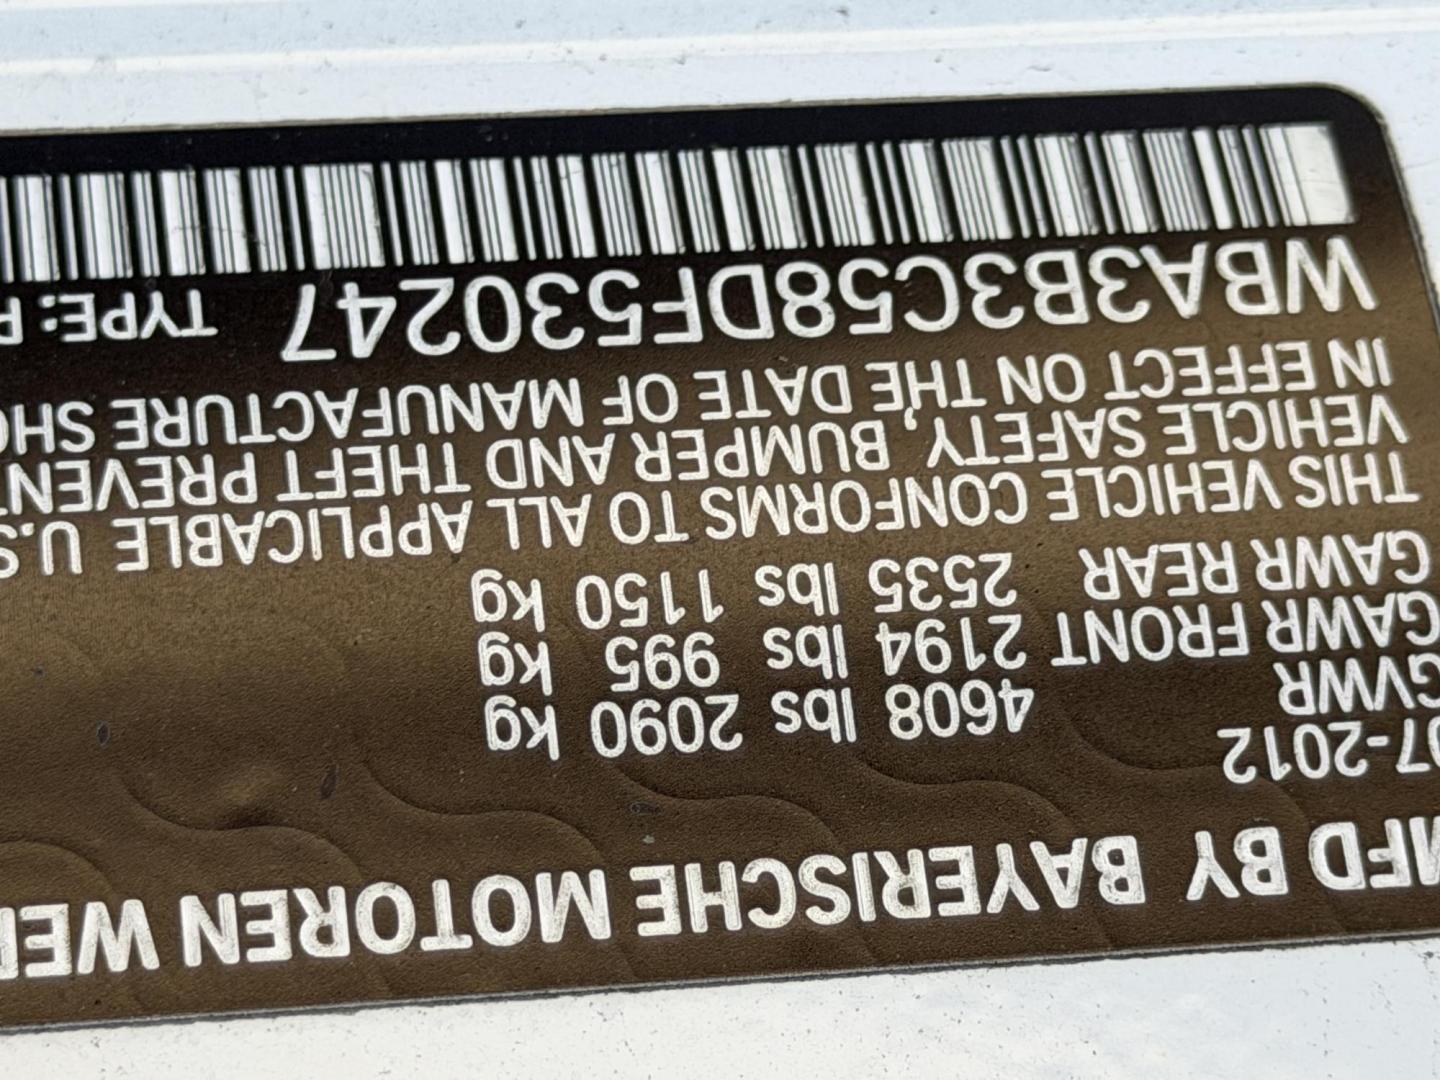 MFD BY BAYERISCHE MOTOREN
07-2012
GVWR 4608 lbs 2090 kg
GAWR FRONT 2194 lbs 995 kg
GAWR REAR 2535 lbs 1150 kg
THIS VEHICLE CONFORMS TO ALL APPLICABLE U.S
VEHICLE SAFETY, BUMPER AND THEFT PREVEN
IN EFFECT ON THE DATE OF MANUFACTURE SHO
WBA3B3C58DF530247 TYPE: